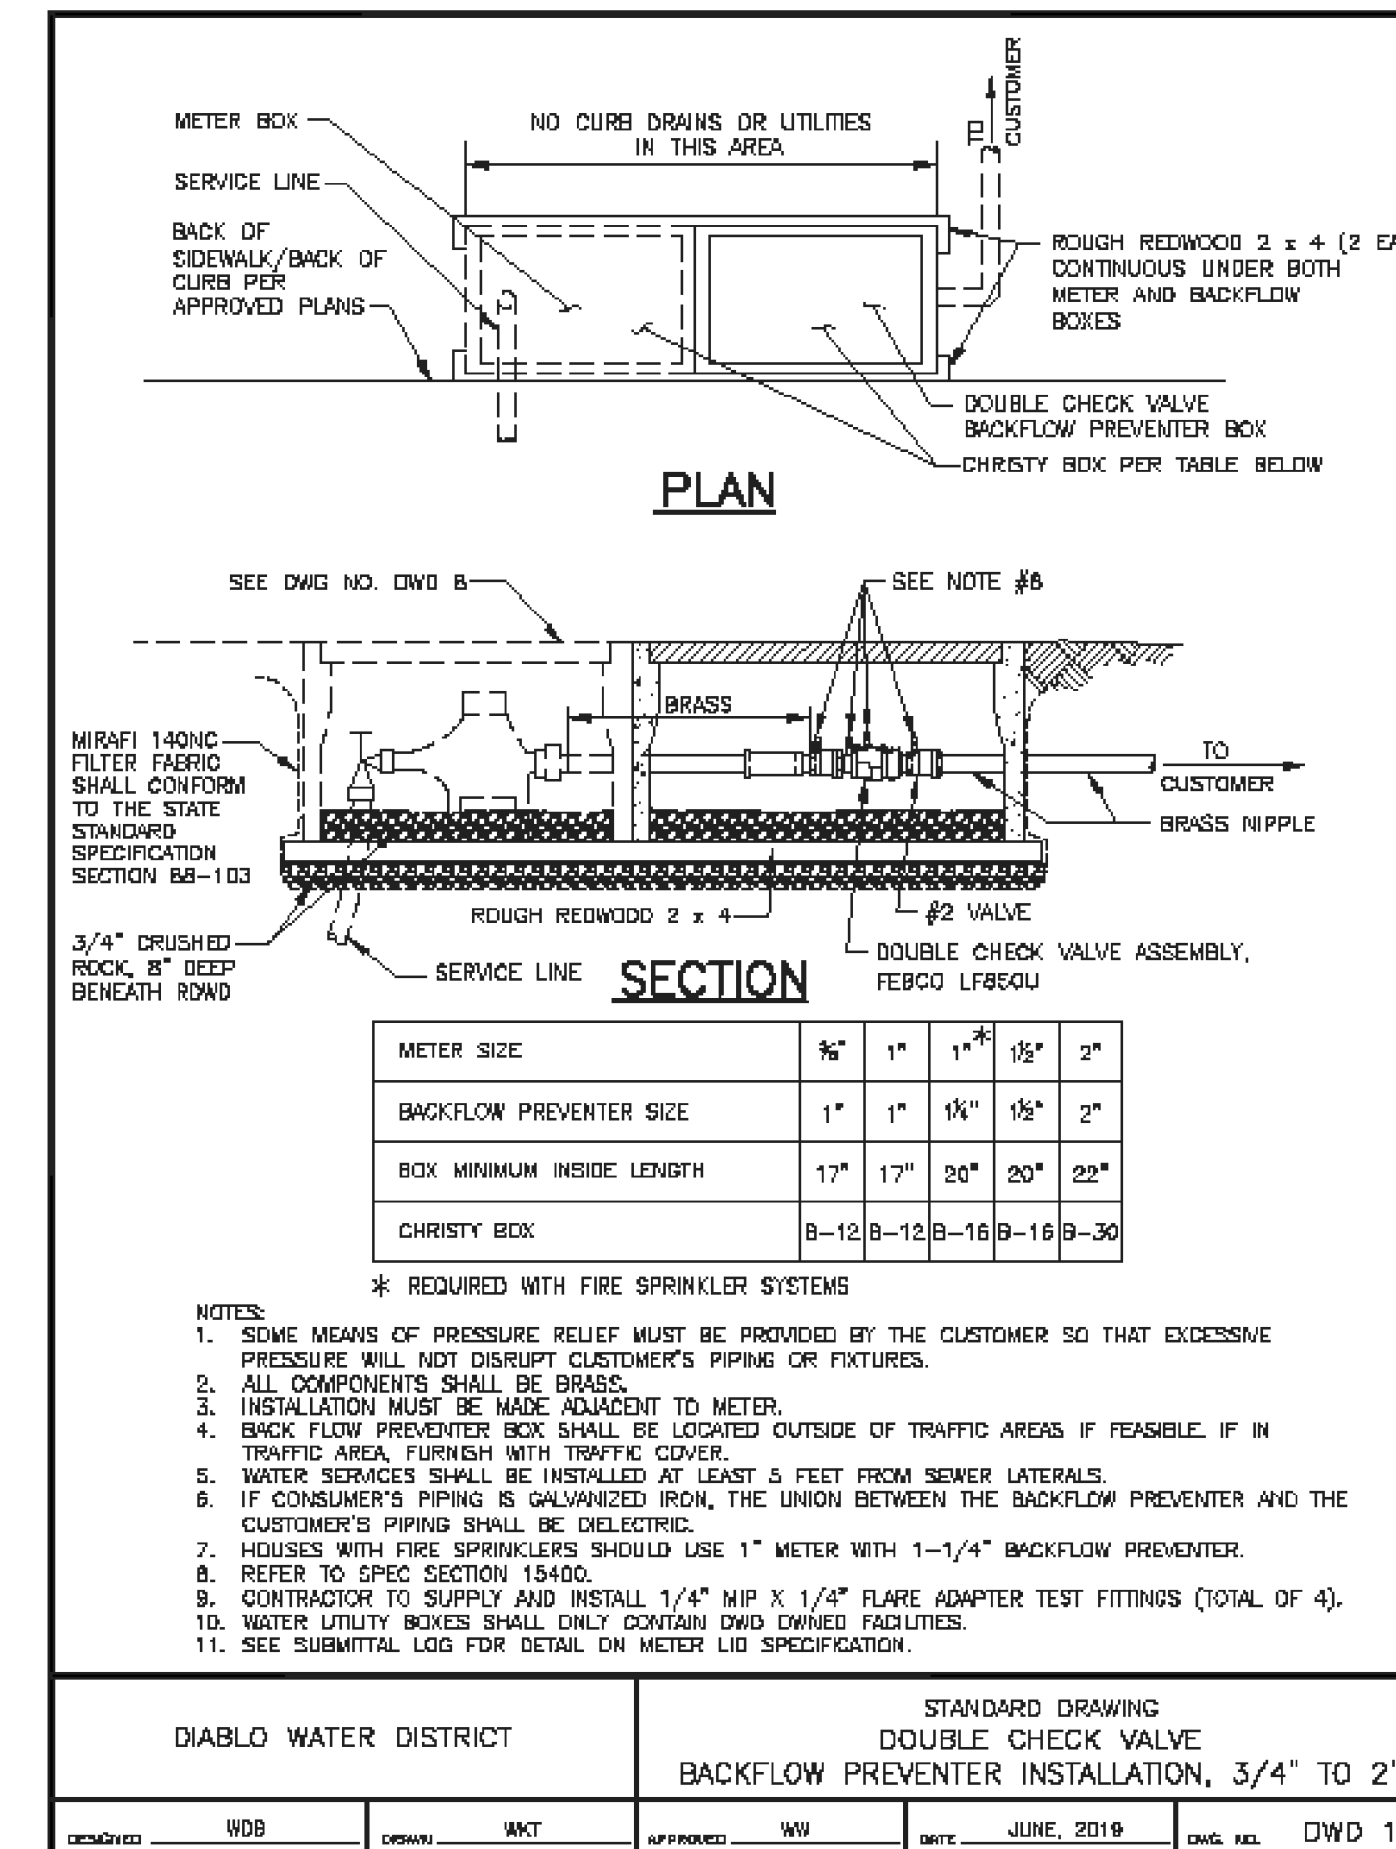 CUSTOMER
TO
METER BOX
NO CURB DRAINS OR UTILITIES
IN THIS AREA
SERVICE LINE
BACK OF
SIDEWALK/BACK OF
CURB PER
APPROVED PLANS
ROUGH REDWOOD 2 x 4 (2 EA
CONTINUOUS UNDER BOTH
METER AND BACKFLOW
BOXES
DOUBLE CHECK VALVE
BACKFLOW PREVENTER BOX
CHRISTY BOX PER TABLE BELOW
PLAN
SEE DWG NO. DWD 8
SEE NOTE #6
BRASS
MIRAFI 140NC
FILTER FABRIC
SHALL CONFORM
TO THE STATE
STANDARD
SPECIFICATION
SECTION 88-103
TO
CUSTOMER
BRASS NIPPLE
ROUGH REDWOOD 2 x 4
#2 VALVE
3/4" CRUSHED
ROCK, 8" DEEP
BENEATH RDWD
SERVICE LINE
DOUBLE CHECK VALVE ASSEMBLY,
FEBCO LF850U
SECTION
METER SIZE 1" 1"* 1½" 2"
BACKFLOW PREVENTER SIZE 1" 1" 1¼" 1½" 2"
BOX MINIMUM INSIDE LENGTH 17" 17" 20" 20" 22"
CHRISTY BOX B-12 B-12 B-16 B-16 B-30
* REQUIRED WITH FIRE SPRINKLER SYSTEMS
NOTES:
1. SOME MEANS OF PRESSURE RELIEF MUST BE PROVIDED BY THE CUSTOMER SO THAT EXCESSIVE
PRESSURE WILL NOT DISRUPT CUSTOMER'S PIPING OR FIXTURES.
2. ALL COMPONENTS SHALL BE BRASS.
3. INSTALLATION MUST BE MADE ADJACENT TO METER.
4. BACK FLOW PREVENTER BOX SHALL BE LOCATED OUTSIDE OF TRAFFIC AREAS IF FEASIBLE. IF IN
TRAFFIC AREA, FURNISH WITH TRAFFIC COVER.
5. WATER SERVICES SHALL BE INSTALLED AT LEAST 5 FEET FROM SEWER LATERALS.
6. IF CONSUMER'S PIPING IS GALVANIZED IRON, THE UNION BETWEEN THE BACKFLOW PREVENTER AND THE
CUSTOMER'S PIPING SHALL BE DIELECTRIC.
7. HOUSES WITH FIRE SPRINKLERS SHOULD USE 1" METER WITH 1-1/4" BACKFLOW PREVENTER.
8. REFER TO SPEC SECTION 15400.
9. CONTRACTOR TO SUPPLY AND INSTALL 1/4" MIP X 1/4" FLARE ADAPTER TEST FITTINGS (TOTAL OF 4).
10. WATER UTILITY BOXES SHALL ONLY CONTAIN DWD OWNED FACILITIES.
11. SEE SUBMITTAL LOG FOR DETAIL ON METER LID SPECIFICATION.
DIABLO WATER DISTRICT
STANDARD DRAWING
DOUBLE CHECK VALVE
BACKFLOW PREVENTER INSTALLATION, 3/4" TO 2"
DESIGNED WDB DRAWN WKT APPROVED WW DATE JUNE, 2019 DWG. NO. DWD 1